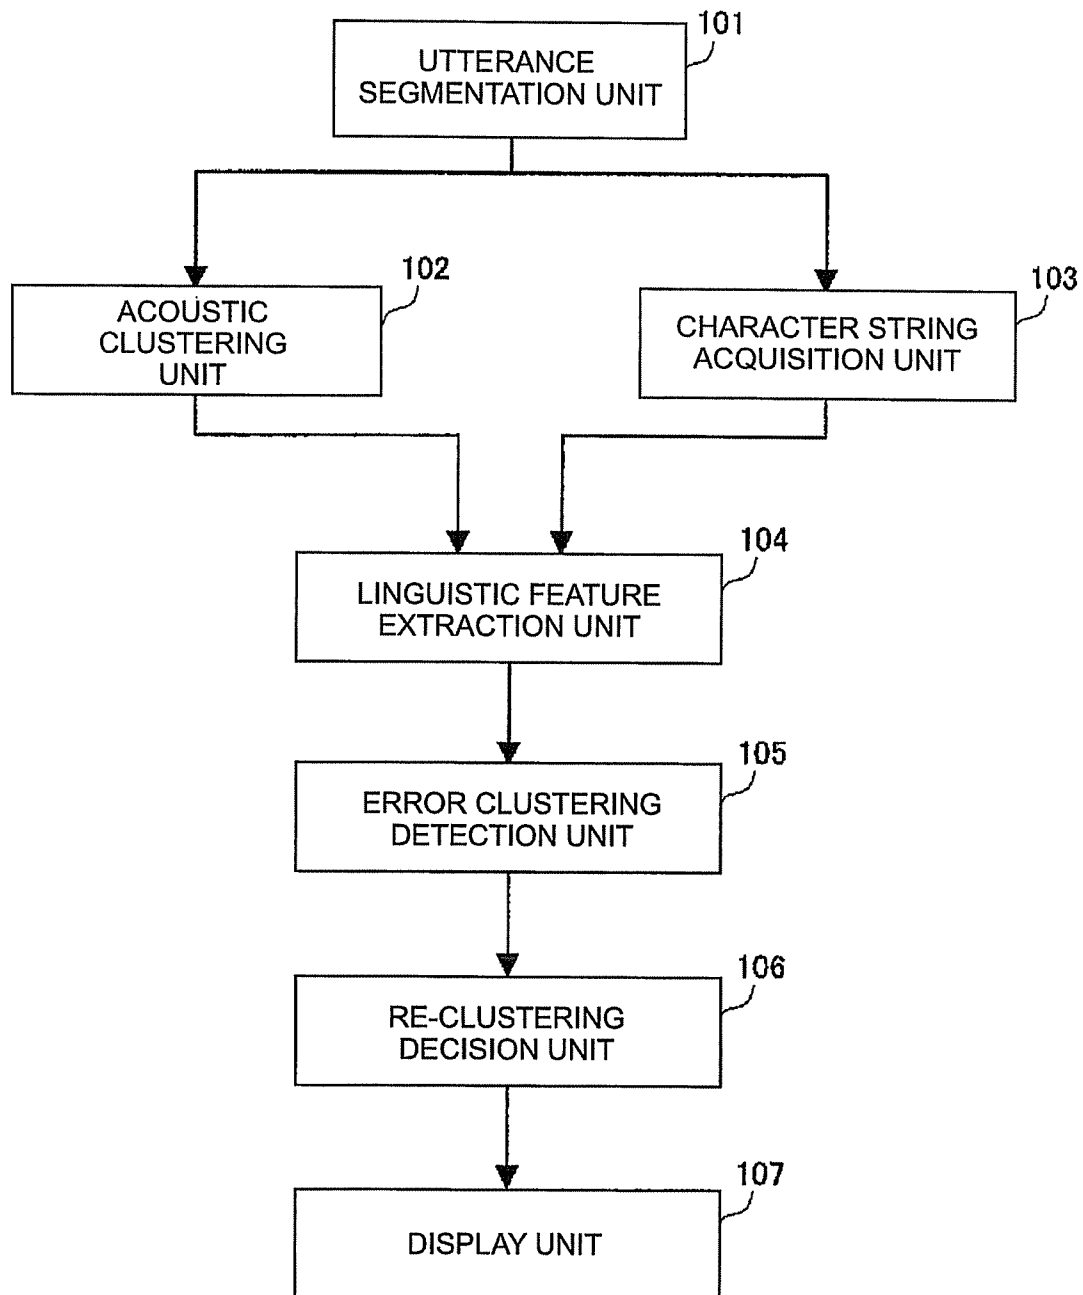 101
UTTERANCE
SEGMENTATION UNIT
102
ACOUSTIC
CLUSTERING
UNIT
103
CHARACTER STRING
ACQUISITION UNIT
104
LINGUISTIC FEATURE
EXTRACTION UNIT
105
ERROR CLUSTERING
DETECTION UNIT
106
RE-CLUSTERING
DECISION UNIT
107
DISPLAY UNIT